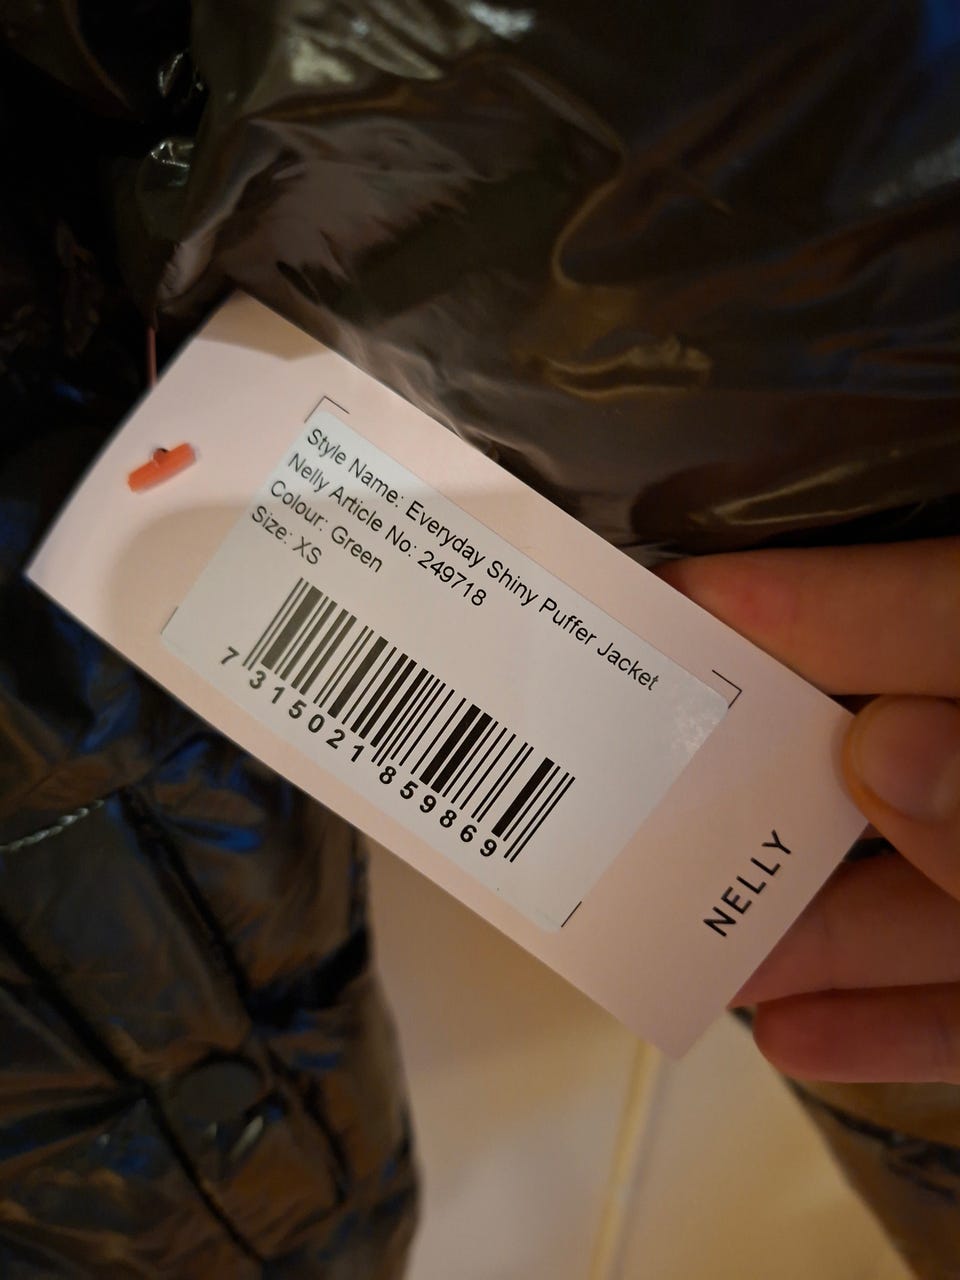 Style Name: Everyday Shiny Puffer Jacket
Nelly Article No: 249718
Colour: Green
Size: XS
7 315021 859869
NELLY